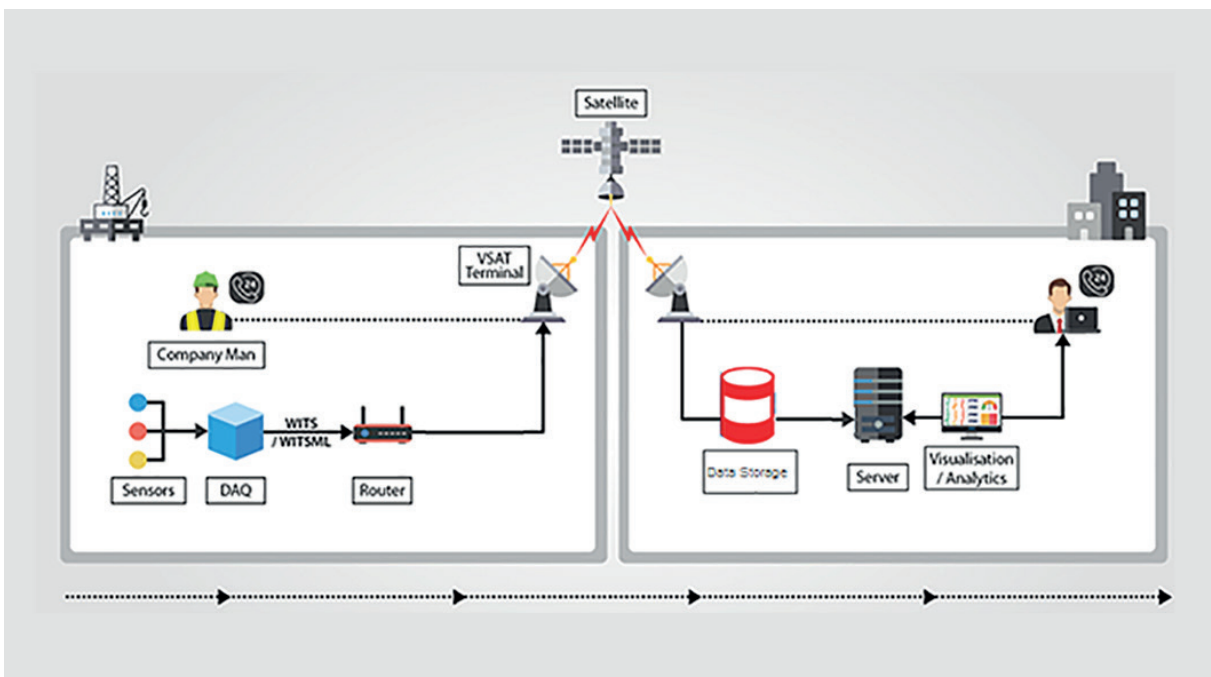 Satellite
VSAT
Terminal
24
Company Man
WITS
/ WITSML
Sensors
DAQ
Router
24
Data Storage
Server
Visualisation
/ Analytics